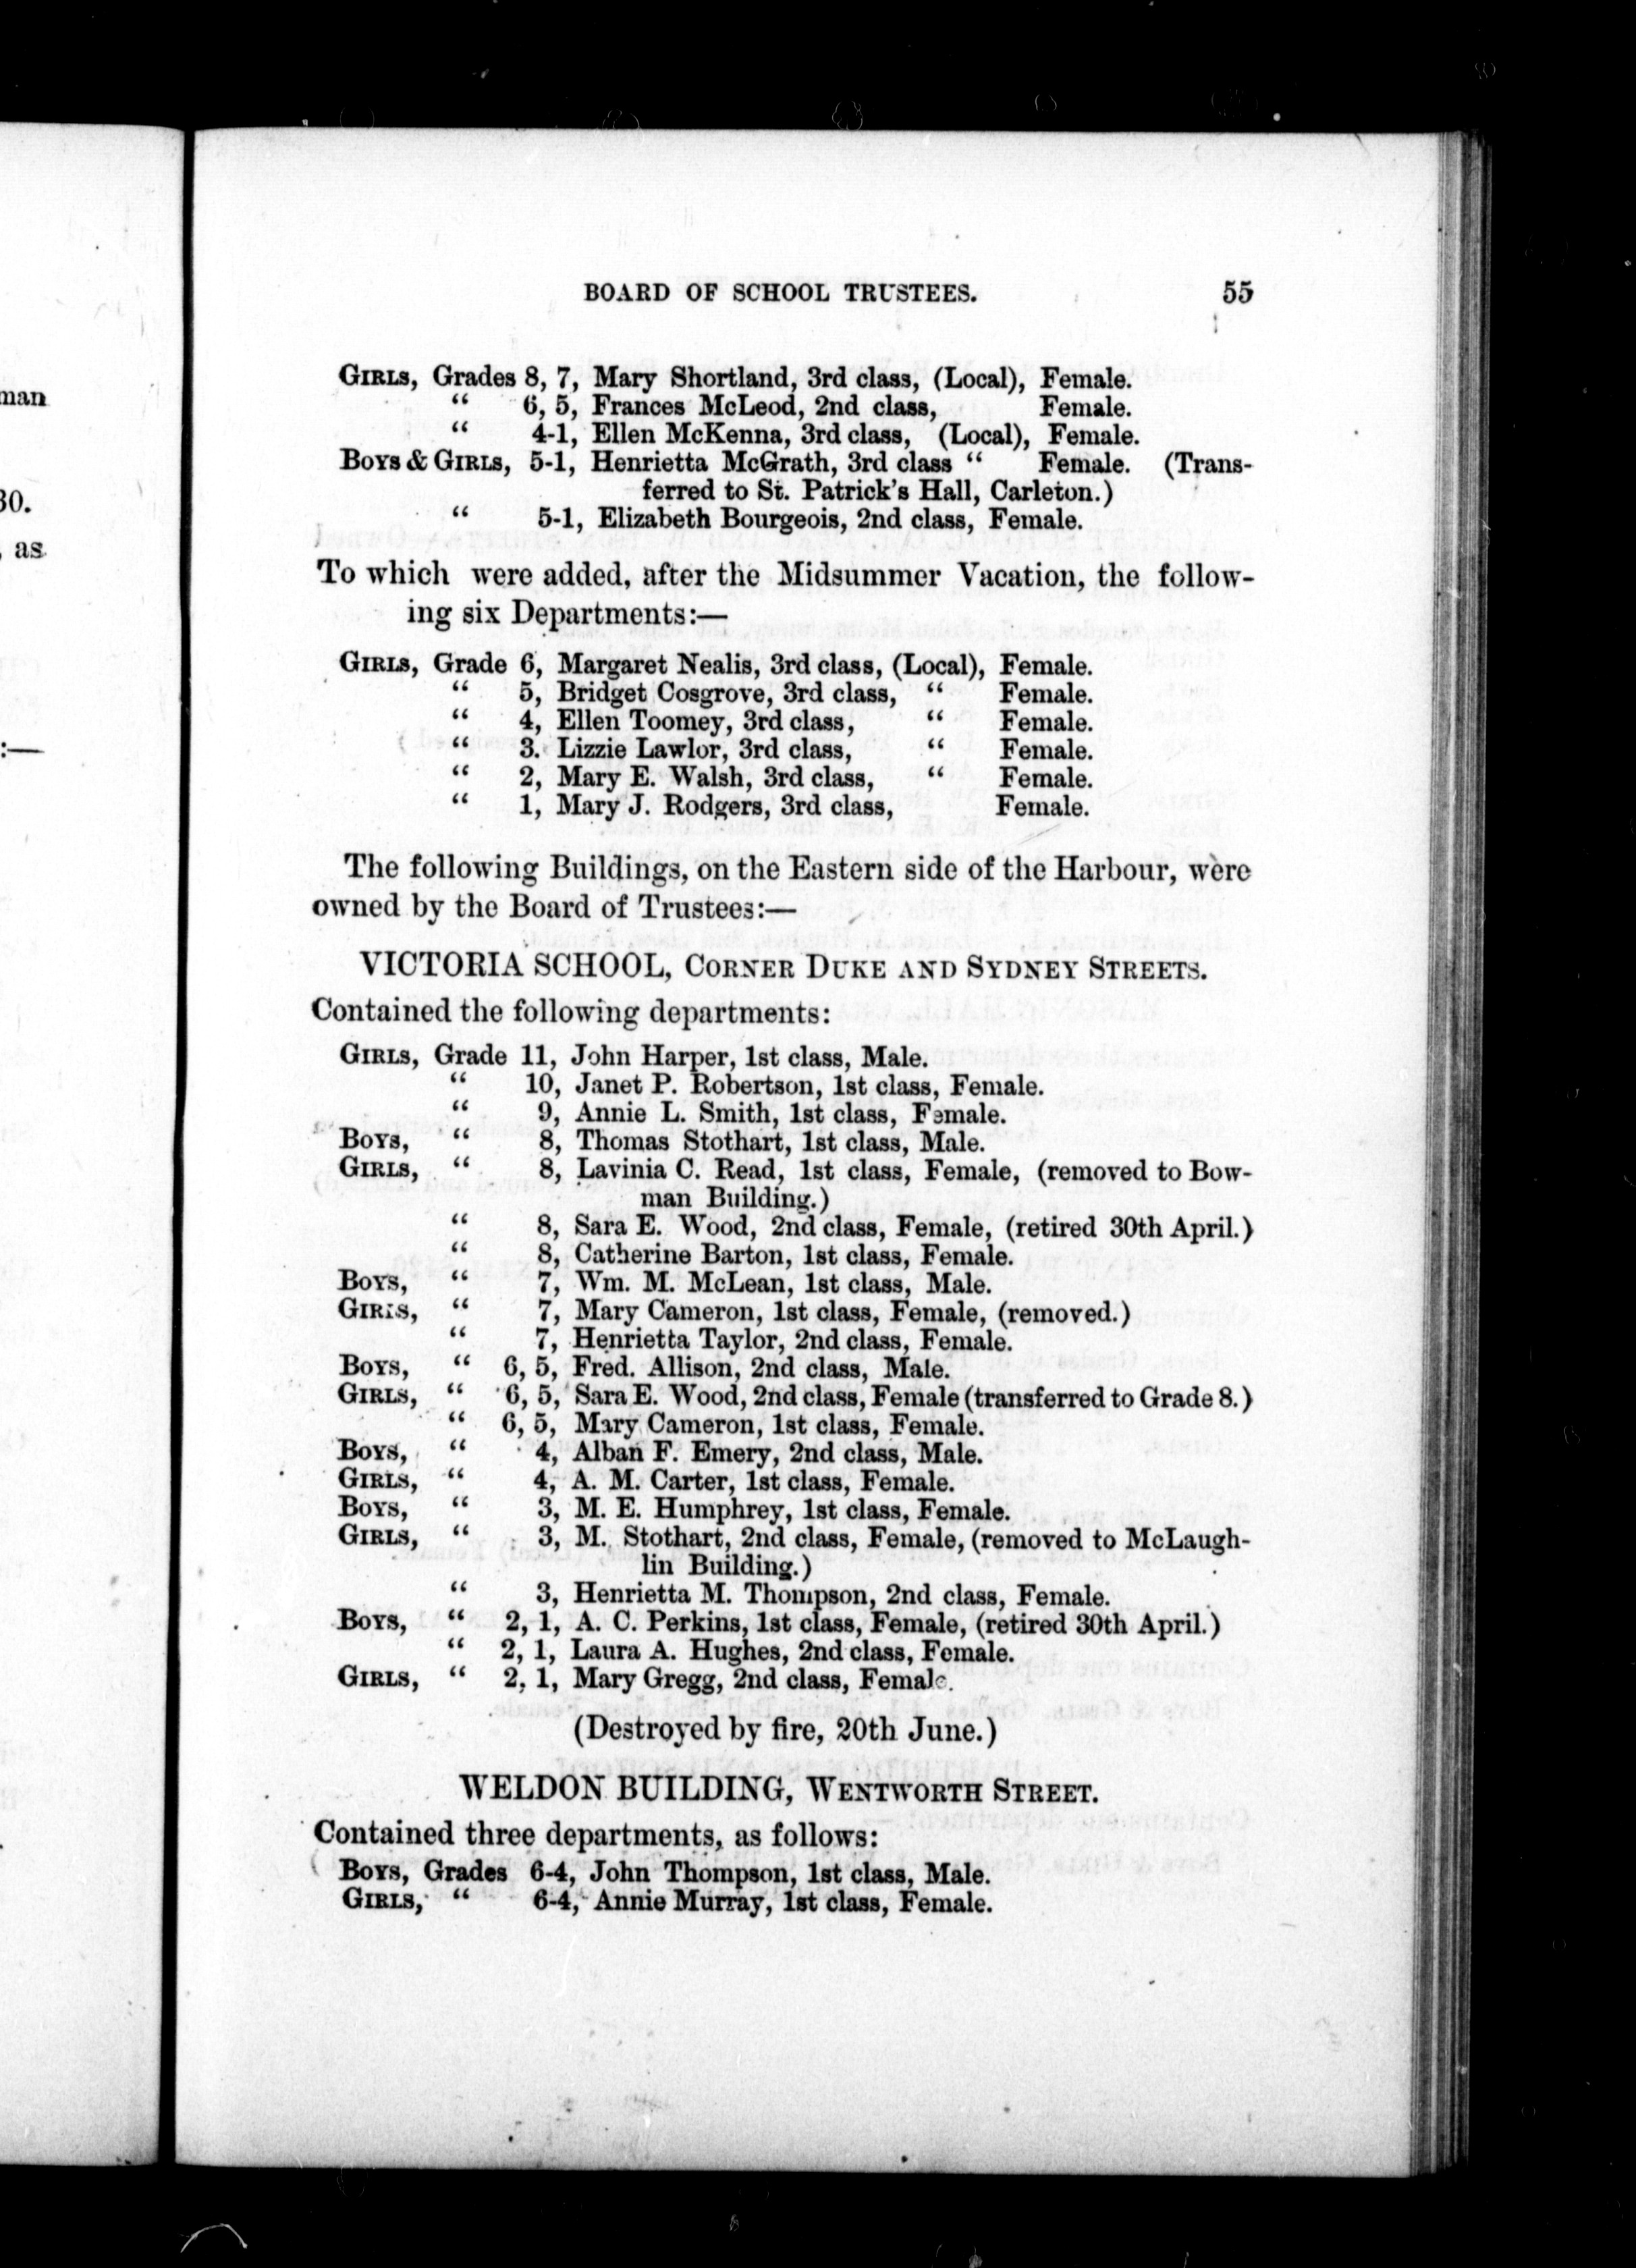 man
30.
, as
:—
BOARD OF SCHOOL TRUSTEES. 55
GIRLS, Grades 8, 7, Mary Shortland, 3rd class, (Local), Female.
“ 6, 5, Frances McLeod, 2nd class, Female.
“ 4-1, Ellen McKenna, 3rd class, (Local), Female.
BOYS & GIRLS, 5-1, Henrietta McGrath, 3rd class “ Female. (Trans-
ferred to St. Patrick's Hall, Carleton.)
“ 5-1, Elizabeth Bourgeois, 2nd class, Female.
To which were added, after the Midsummer Vacation, the follow-
ing six Departments:—
GIRLS, Grade 6, Margaret Nealis, 3rd class, (Local), Female.
“ 5, Bridget Cosgrove, 3rd class, “ Female.
“ 4, Ellen Toomey, 3rd class, “ Female.
“ 3. Lizzie Lawlor, 3rd class, “ Female.
“ 2, Mary E. Walsh, 3rd class, “ Female.
“ 1, Mary J. Rodgers, 3rd class, Female.
The following Buildings, on the Eastern side of the Harbour, were
owned by the Board of Trustees:—
VICTORIA SCHOOL, CORNER DUKE AND SYDNEY STREETS.
Contained the following departments:
GIRLS, Grade 11, John Harper, 1st class, Male.
“ 10, Janet P. Robertson, 1st class, Female.
“ 9, Annie L. Smith, 1st class, Female.
BOYS, “ 8, Thomas Stothart, 1st class, Male.
GIRLS, “ 8, Lavinia C. Read, 1st class, Female, (removed to Bow-
man Building.)
“ 8, Sara E. Wood, 2nd class, Female, (retired 30th April.)
“ 8, Catherine Barton, 1st class, Female.
BOYS, “ 7, Wm. M. McLean, 1st class, Male.
GIRLS, “ 7, Mary Cameron, 1st class, Female, (removed.)
“ 7, Henrietta Taylor, 2nd class, Female.
BOYS, “ 6, 5, Fred. Allison, 2nd class, Male.
GIRLS, “ 6, 5, Sara E. Wood, 2nd class, Female (transferred to Grade 8.)
“ 6, 5, Mary Cameron, 1st class, Female.
BOYS, “ 4, Alban F. Emery, 2nd class, Male.
GIRLS, “ 4, A. M. Carter, 1st class, Female.
BOYS, “ 3, M. E. Humphrey, 1st class, Female.
GIRLS, “ 3, M. Stothart, 2nd class, Female, (removed to McLaugh-
lin Building.)
“ 3, Henrietta M. Thompson, 2nd class, Female.
BOYS, “ 2, 1, A. C. Perkins, 1st class, Female, (retired 30th April.)
“ 2, 1, Laura A. Hughes, 2nd class, Female.
GIRLS, “ 2, 1, Mary Gregg, 2nd class, Female.
(Destroyed by fire, 20th June.)
WELDON BUILDING, WENTWORTH STREET.
Contained three departments, as follows:
BOYS, Grades 6-4, John Thompson, 1st class, Male.
GIRLS, “ 6-4, Annie Murray, 1st class, Female.